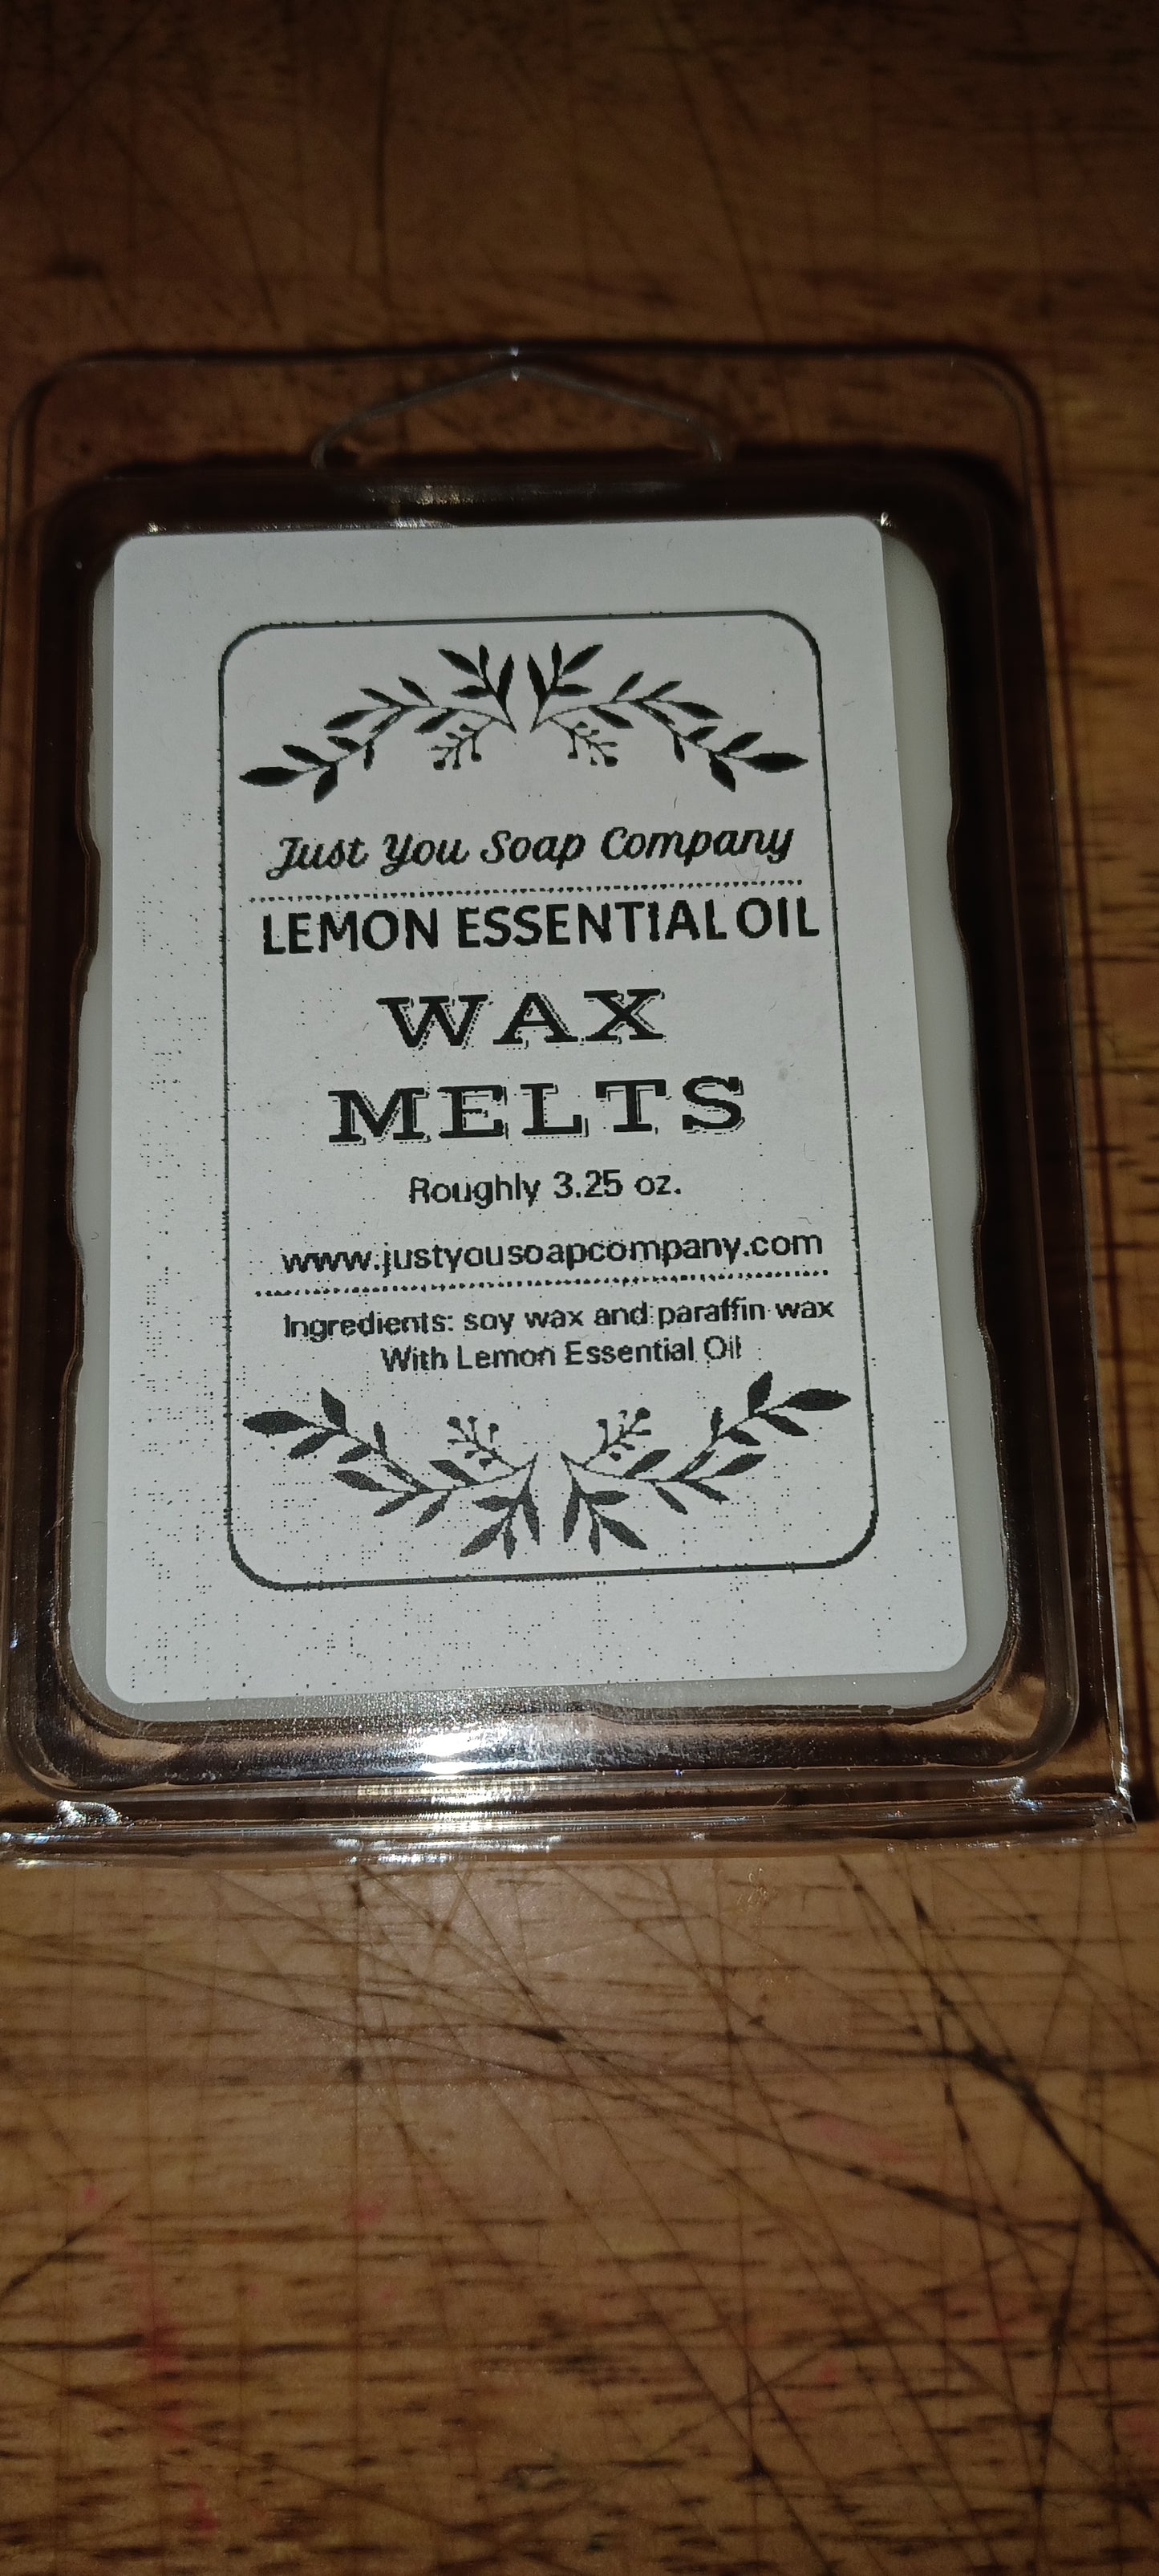 Just You Soap Company
LEMON ESSENTIAL OIL
WAX
MELTS
Roughly 3.25 oz.
www.justyousoapcompany.com
Ingredients: soy wax and paraffin wax
With Lemon Essential Oil